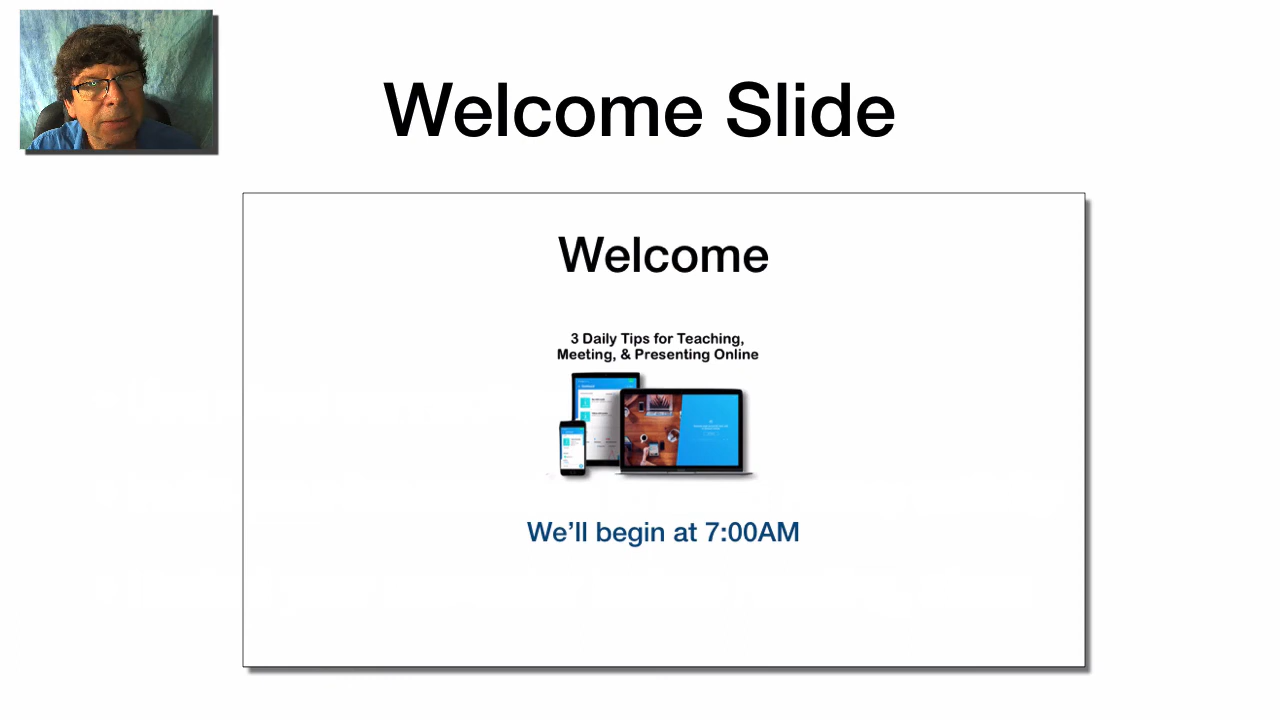 Welcome Slide
Welcome
3 Daily Tips for Teaching,
Meeting, & Presenting Online
We'll begin at 7:00AM